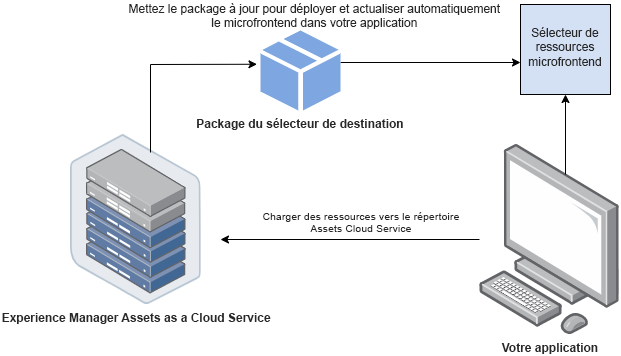 Mettez le package à jour pour déployer et actualiser automatiquement
le microfrontend dans votre application
Sélecteur de
ressources
microfrontend
Package du sélecteur de destination
Charger des ressources vers le répertoire
Assets Cloud Service
Experience Manager Assets as a Cloud Service
Votre application